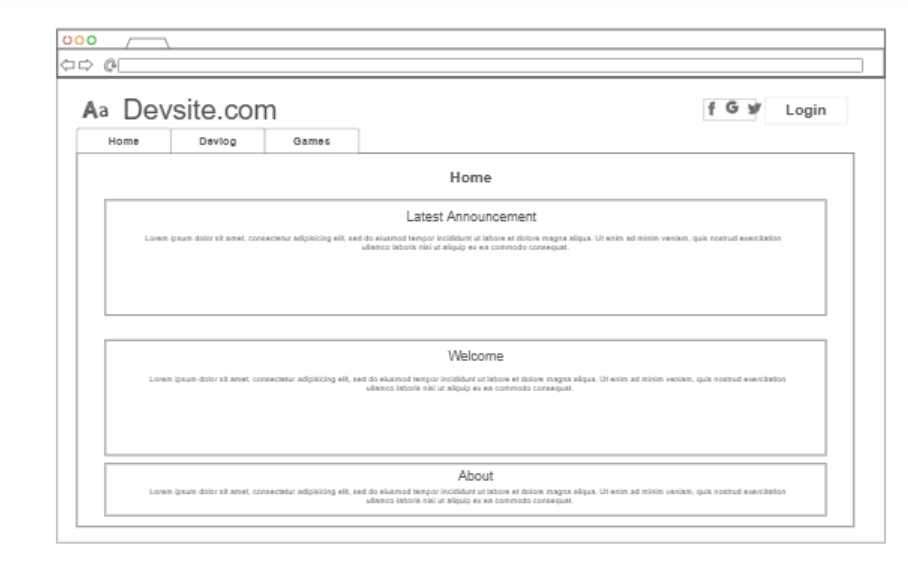 Aa Devsite.com
f G Login
Home Devlog Games
Home
Latest Announcement
Lorem ipsum dolor sit amet, consectetur adipisicing elit, sed do eiusmod tempor incididunt ut labore et dolore magna aliqua. Ut enim ad minim veniam, quis nostrud exercitation
ullamco laboris nisi ut aliquip ex ea commodo consequat.
Welcome
Lorem ipsum dolor sit amet, consectetur adipisicing elit, sed do eiusmod tempor incididunt ut labore et dolore magna aliqua. Ut enim ad minim veniam, quis nostrud exercitation
ullamco laboris nisi ut aliquip ex ea commodo consequat.
About
Lorem ipsum dolor sit amet, consectetur adipisicing elit, sed do eiusmod tempor incididunt ut labore et dolore magna aliqua. Ut enim ad minim veniam, quis nostrud exercitation
ullamco laboris nisi ut aliquip ex ea commodo consequat.